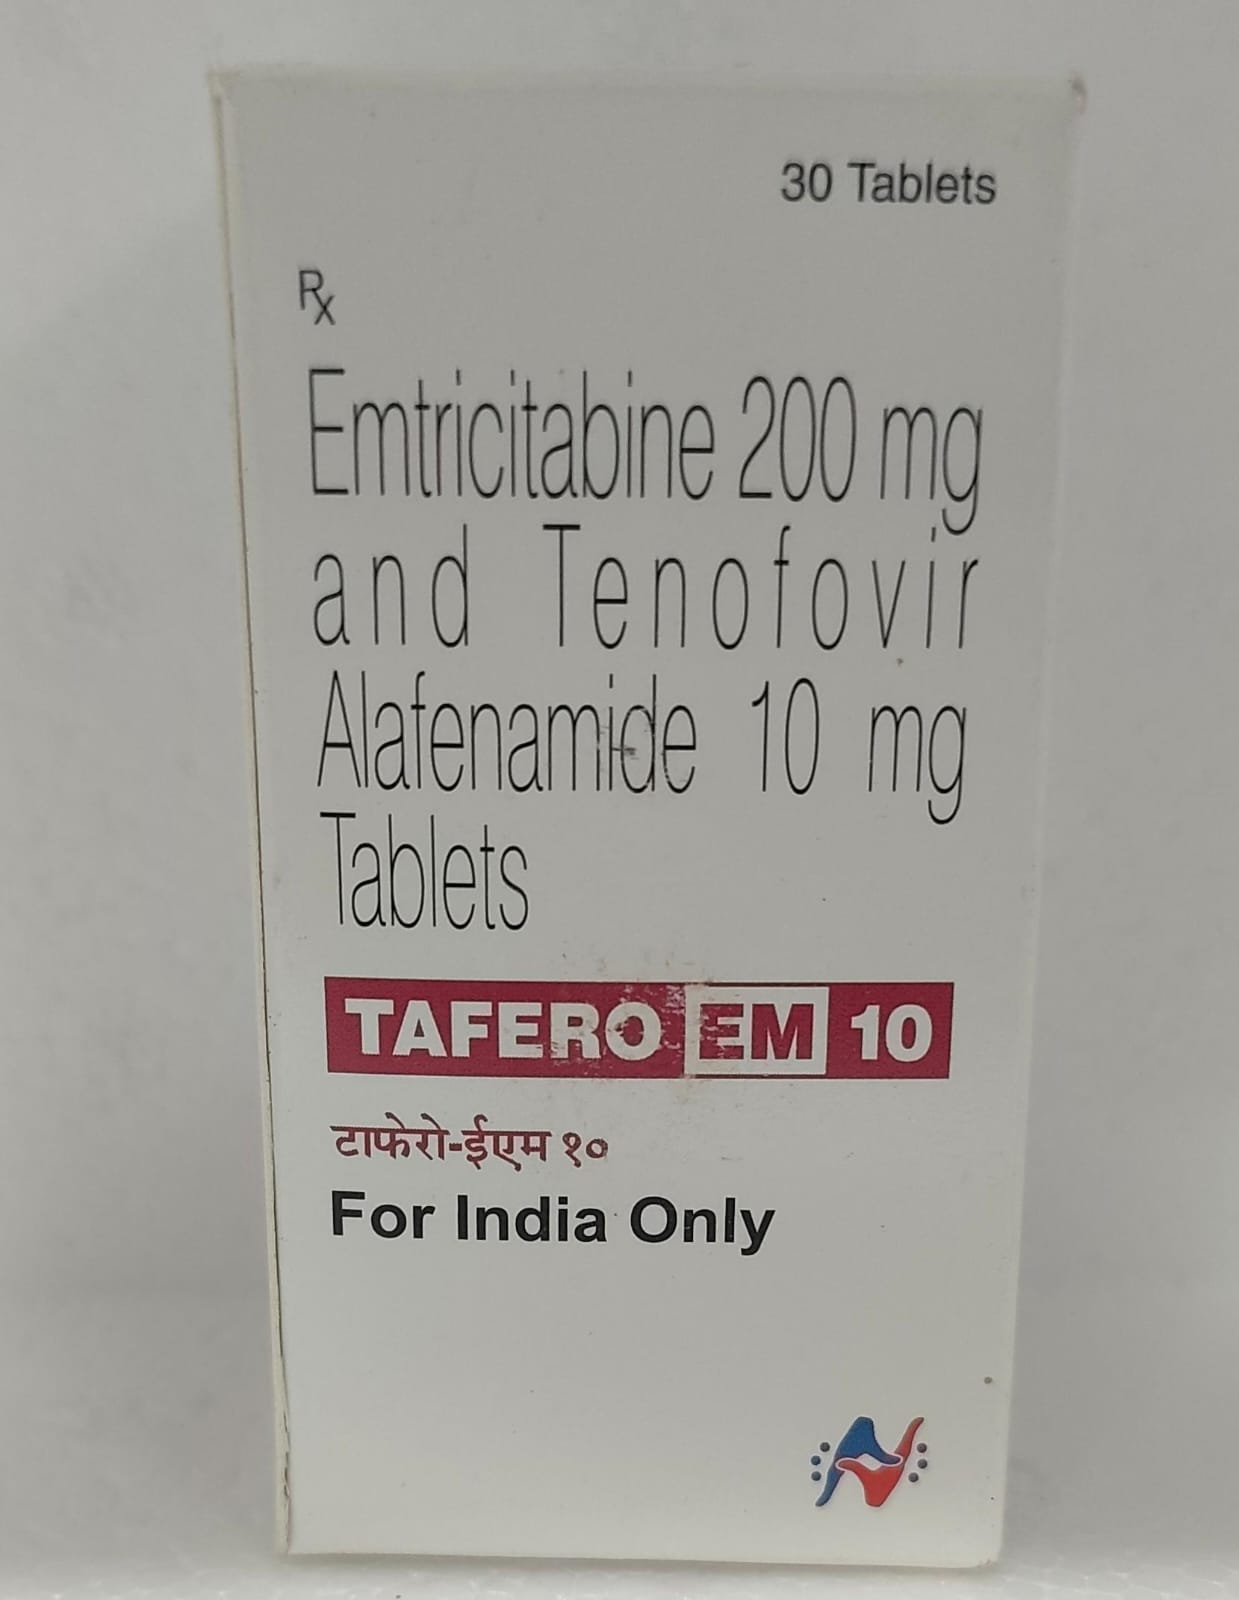 30 Tablets
Rx
Emtricitabine 200 mg
and Tenofovir
Alafenamide 10 mg
Tablets
TAFERO EM 10
टाफेरो-ईएम १०
For India Only